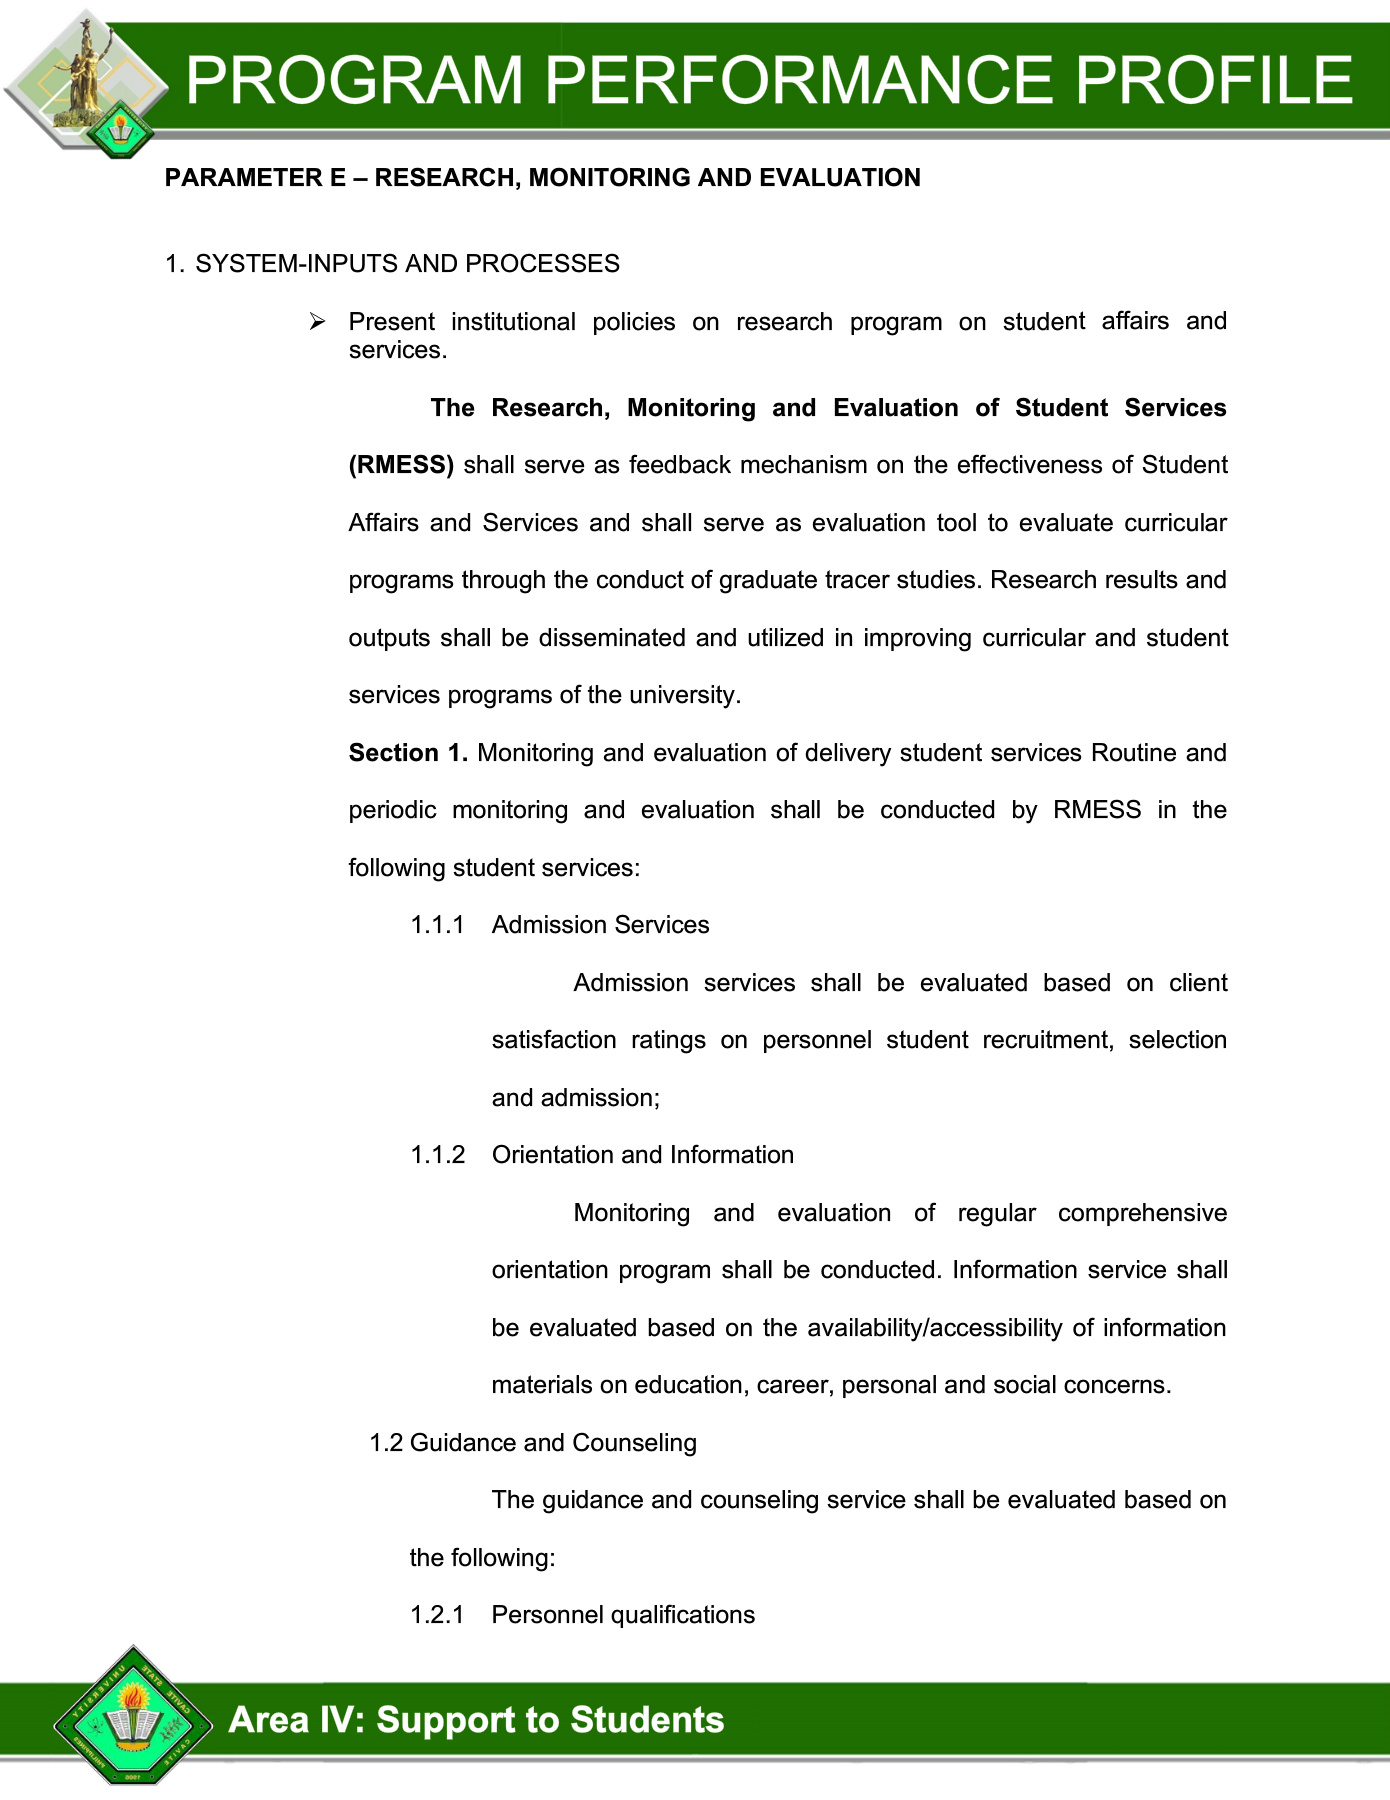 PROGRAM PERFORMANCE PROFILE
PARAMETER E – RESEARCH, MONITORING AND EVALUATION
1. SYSTEM-INPUTS AND PROCESSES
➢ Present institutional policies on research program on student affairs and
services.
The Research, Monitoring and Evaluation of Student Services
(RMESS) shall serve as feedback mechanism on the effectiveness of Student
Affairs and Services and shall serve as evaluation tool to evaluate curricular
programs through the conduct of graduate tracer studies. Research results and
outputs shall be disseminated and utilized in improving curricular and student
services programs of the university.
Section 1. Monitoring and evaluation of delivery student services Routine and
periodic monitoring and evaluation shall be conducted by RMESS in the
following student services:
1.1.1 Admission Services
Admission services shall be evaluated based on client
satisfaction ratings on personnel student recruitment, selection
and admission;
1.1.2 Orientation and Information
Monitoring and evaluation of regular comprehensive
orientation program shall be conducted. Information service shall
be evaluated based on the availability/accessibility of information
materials on education, career, personal and social concerns.
1.2 Guidance and Counseling
The guidance and counseling service shall be evaluated based on
the following:
1.2.1 Personnel qualifications
CAVITE STATE UNIVERSITY
CAVITE
PHILIPPINES
Area IV: Support to Students